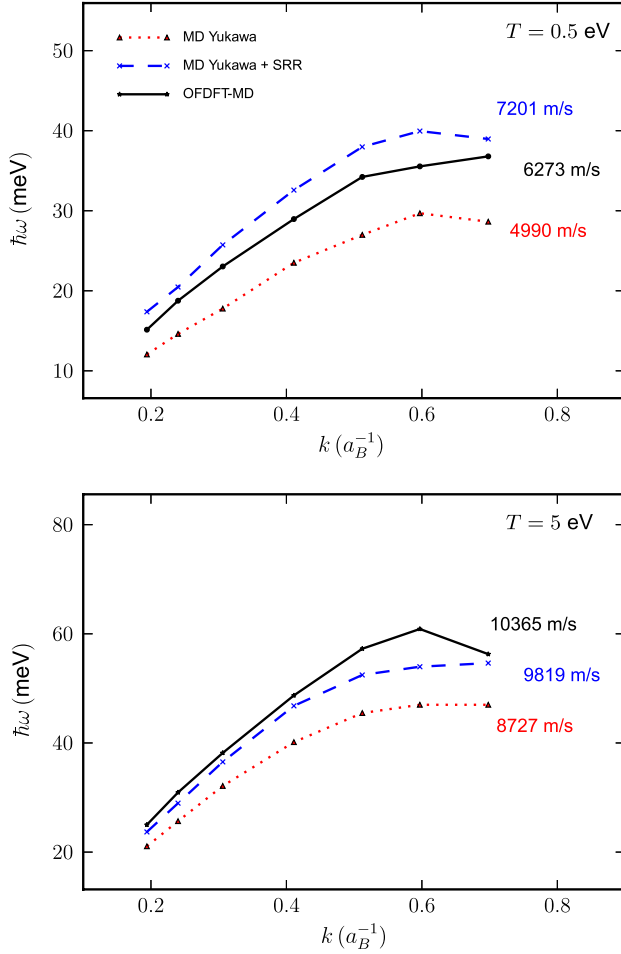 T = 0.5 eV
MD Yukawa
MD Yukawa + SRR
OFDFT-MD
7201 m/s
6273 m/s
4990 m/s
50
40
30
20
10
ħω (meV)
0.2 0.4 0.6 0.8
k (a_B^{-1})
T = 5 eV
10365 m/s
9819 m/s
8727 m/s
80
60
40
20
ħω (meV)
0.2 0.4 0.6 0.8
k (a_B^{-1})